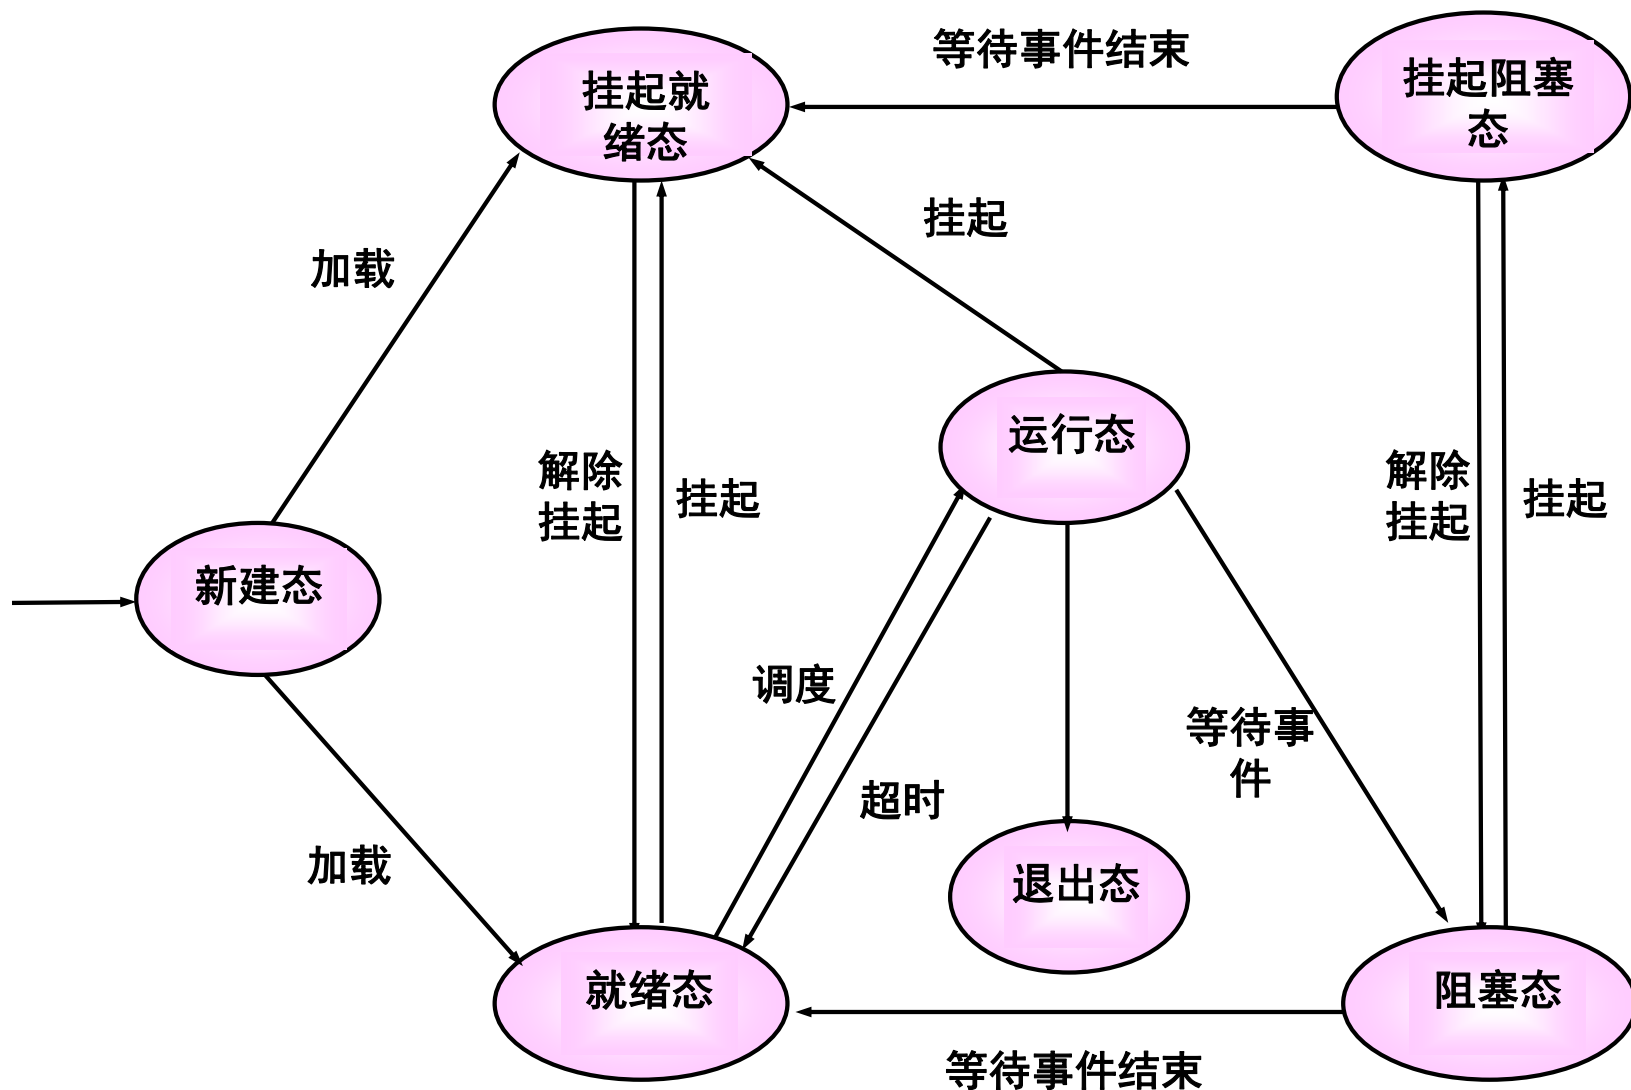 等待事件结束
挂起就
绪态
挂起阻塞
态
挂起
加载
运行态
解除
挂起
挂起
解除
挂起
挂起
新建态
调度
等待事
件
超时
加载
退出态
就绪态
阻塞态
等待事件结束